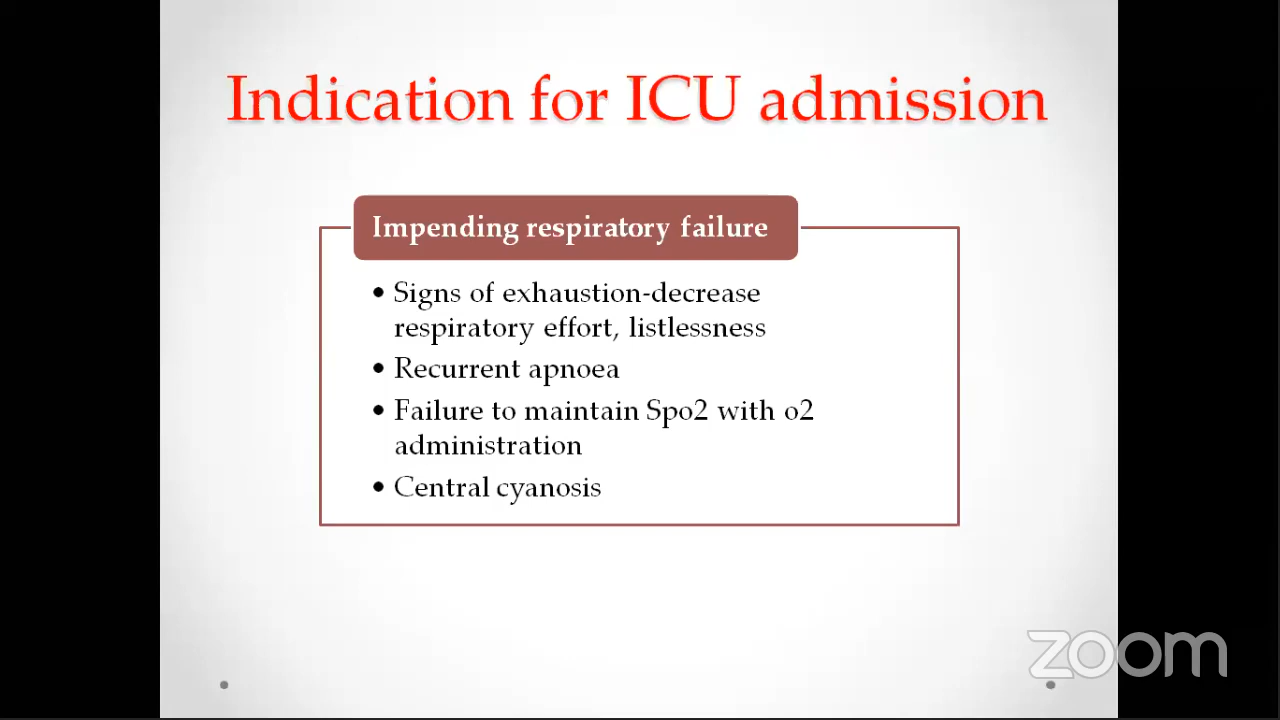 Indication for ICU admission
Impending respiratory failure
• Signs of exhaustion-decrease
respiratory effort, listlessness
• Recurrent apnoea
• Failure to maintain Spo2 with o2
administration
• Central cyanosis
zoom